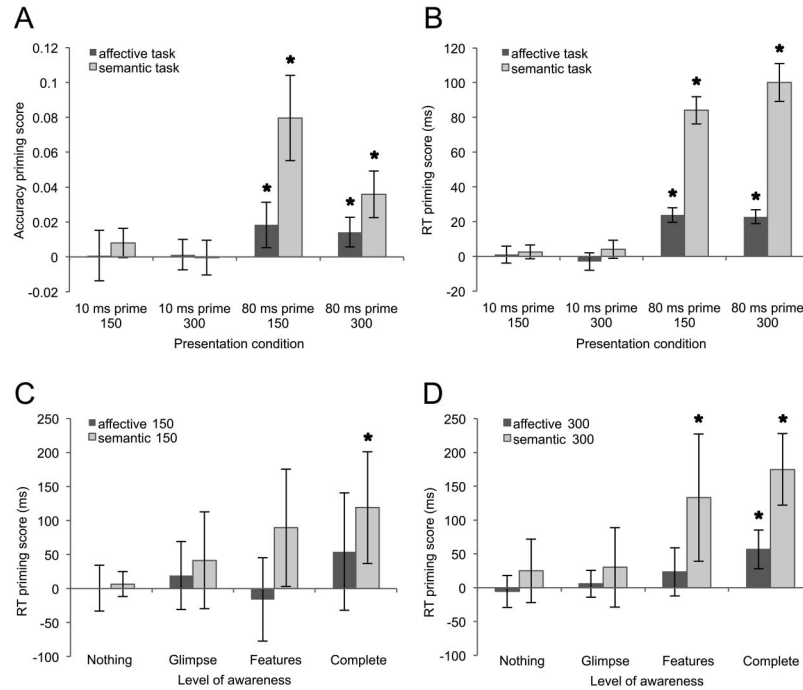 A
affective task
semantic task
Accuracy priming score
0.12
0.1
0.08
0.06
0.04
0.02
0
-0.02
*
*
*
*
10 ms prime 10 ms prime 80 ms prime 80 ms prime
150 300 150 300
Presentation condition
B
affective task
semantic task
RT priming score (ms)
120
100
80
60
40
20
0
-20
*
*
*
*
10 ms prime 10 ms prime 80 ms prime 80 ms prime
150 300 150 300
Presentation condition
C
affective 150
semantic 150
RT priming score (ms)
250
200
150
100
50
0
-50
-100
*
Nothing Glimpse Features Complete
Level of awareness
D
affective 300
semantic 300
RT priming score (ms)
250
200
150
100
50
0
-50
-100
*
*
*
Nothing Glimpse Features Complete
Level of awareness